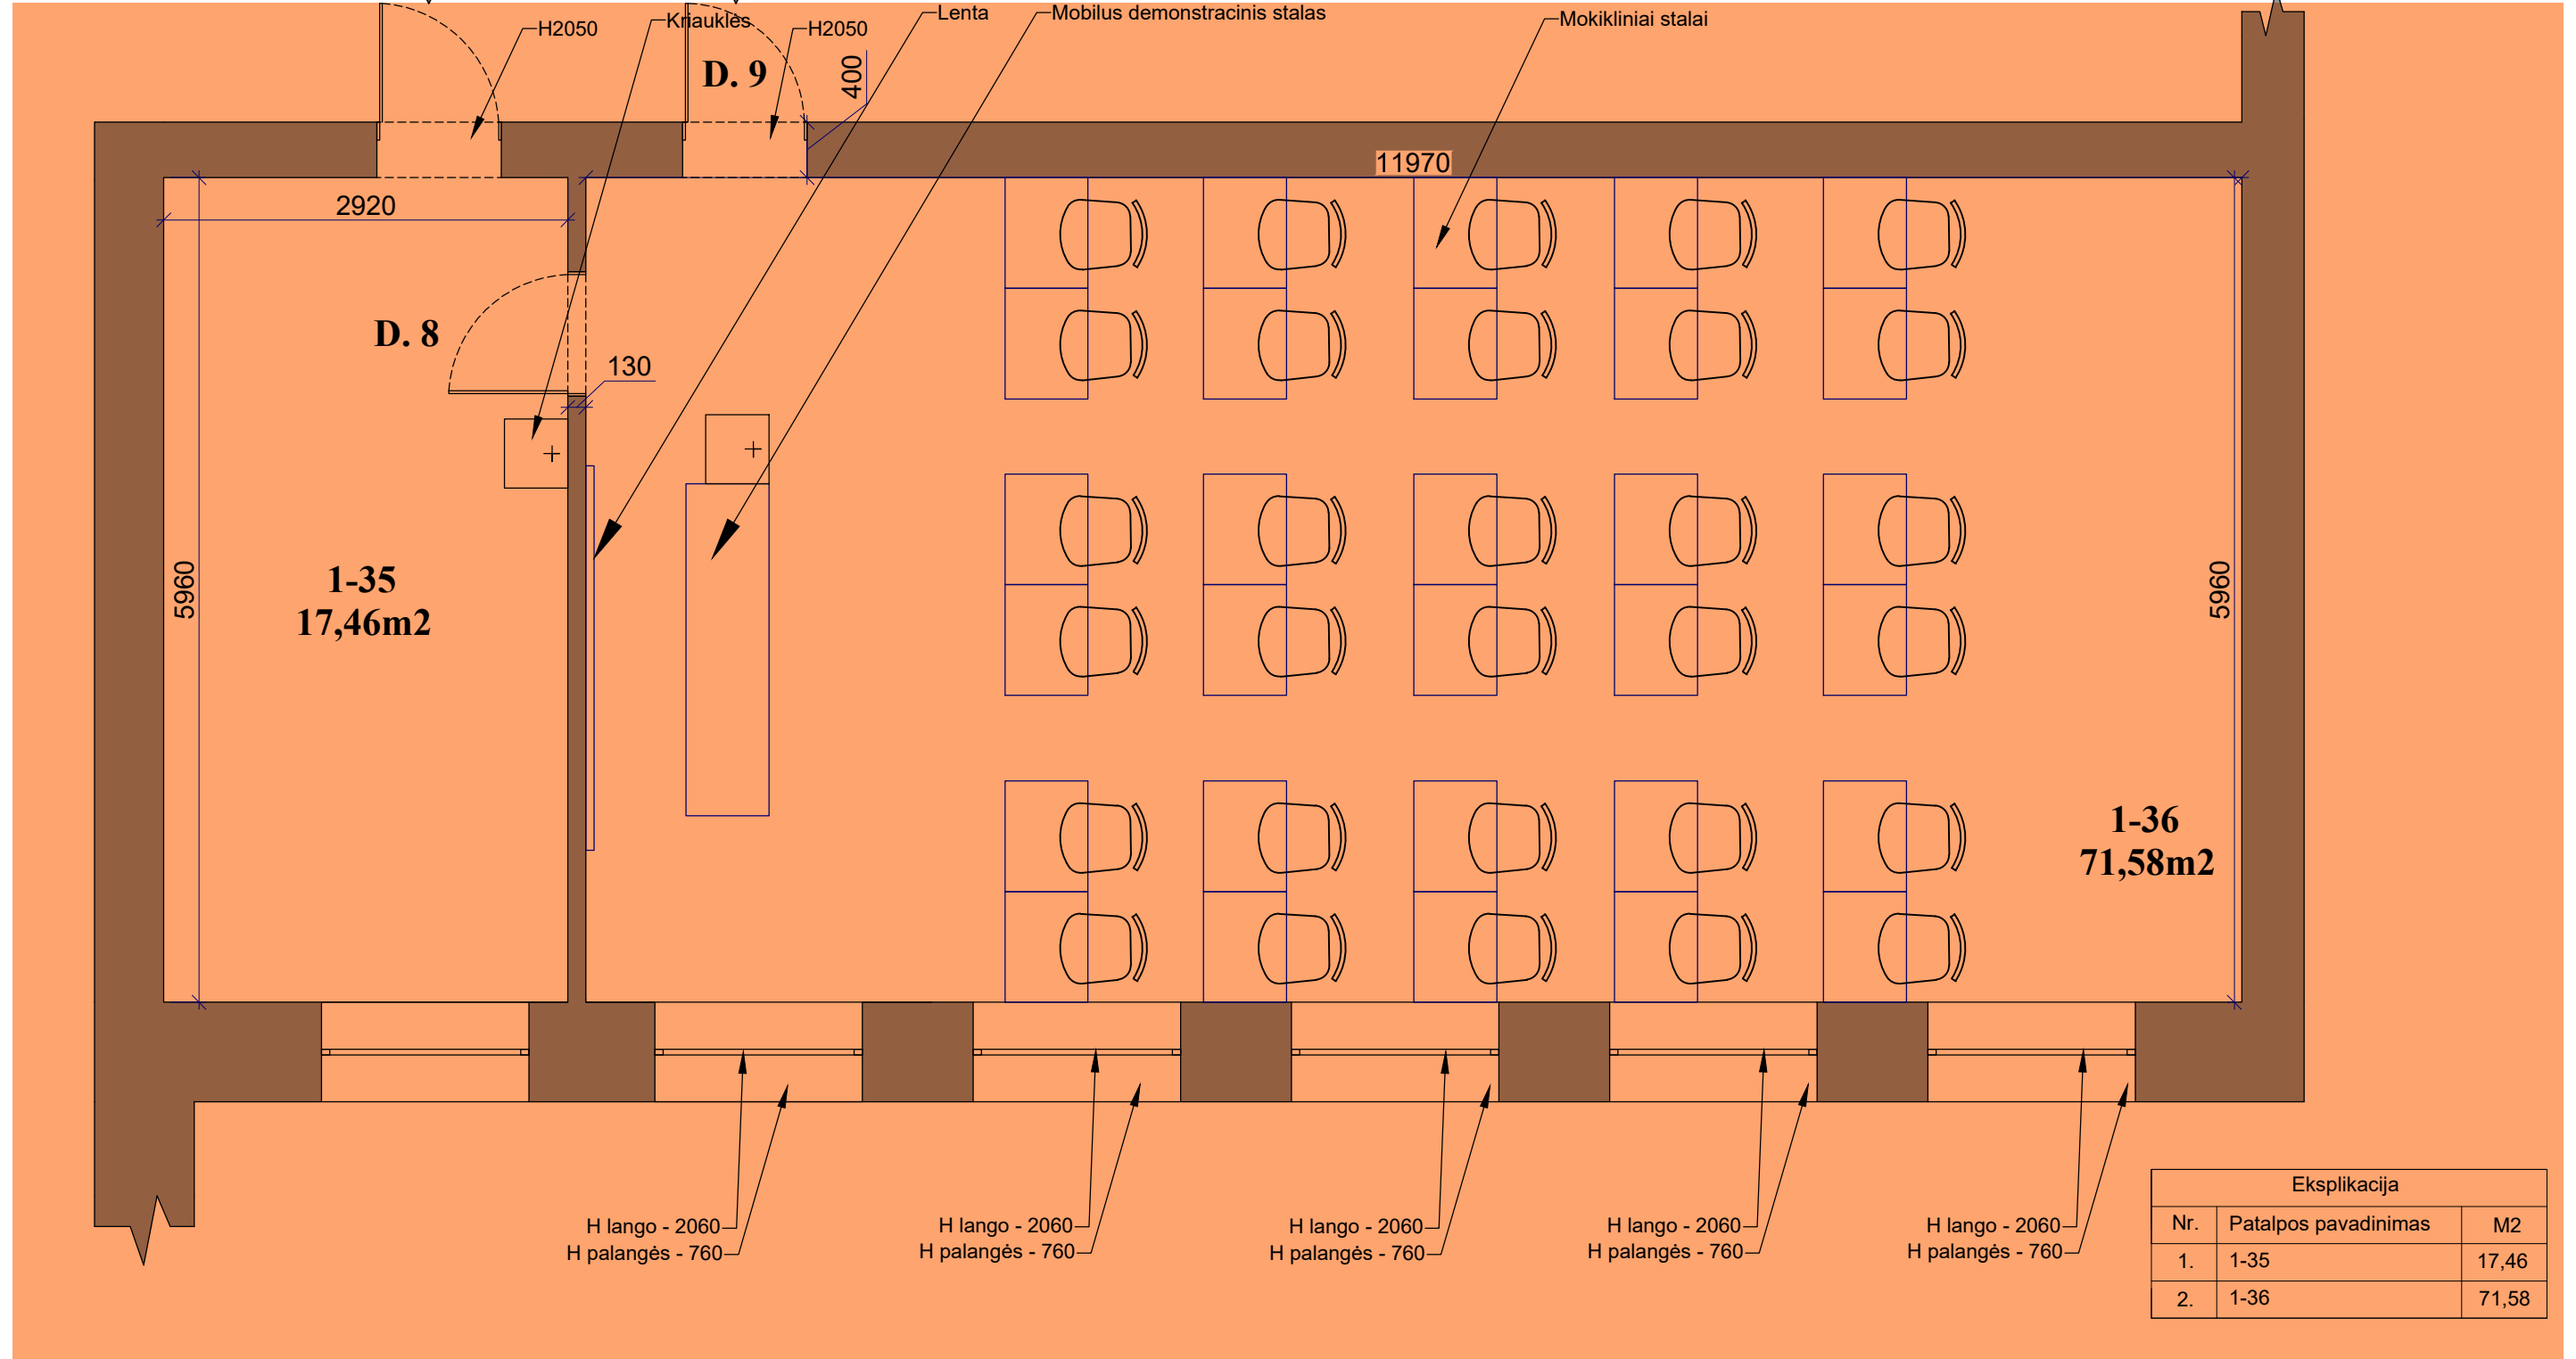 Kriauklės
Lenta
Mobilus demonstracinis stalas
Mokikliniai stalai
H2050
H2050
D. 9
400
11970
2920
D. 8
130
5960
1-35
17,46m2
5960
1-36
71,58m2
H lango - 2060
H palangės - 760
H lango - 2060
H palangės - 760
H lango - 2060
H palangės - 760
H lango - 2060
H palangės - 760
H lango - 2060
H palangės - 760
Eksplikacija
Nr. Patalpos pavadinimas M2
1. 1-35 17,46
2. 1-36 71,58